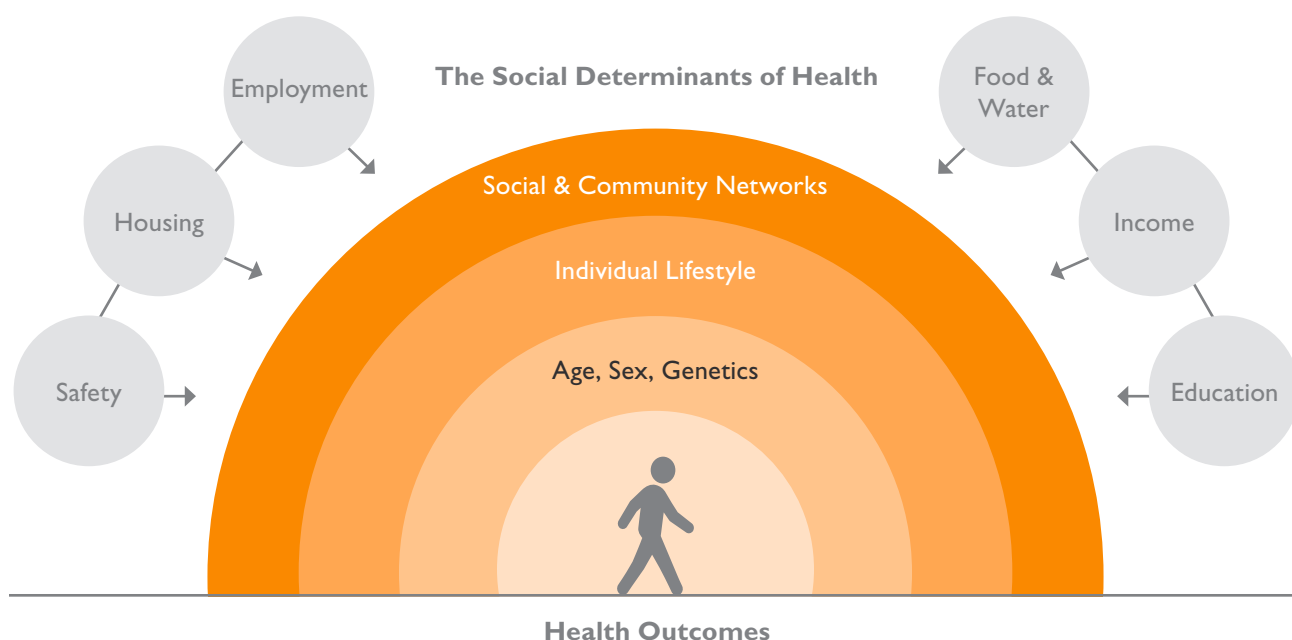 The Social Determinants of Health
Employment
Housing
Safety
Food &
Water
Income
Education
Social & Community Networks
Individual Lifestyle
Age, Sex, Genetics
Health Outcomes